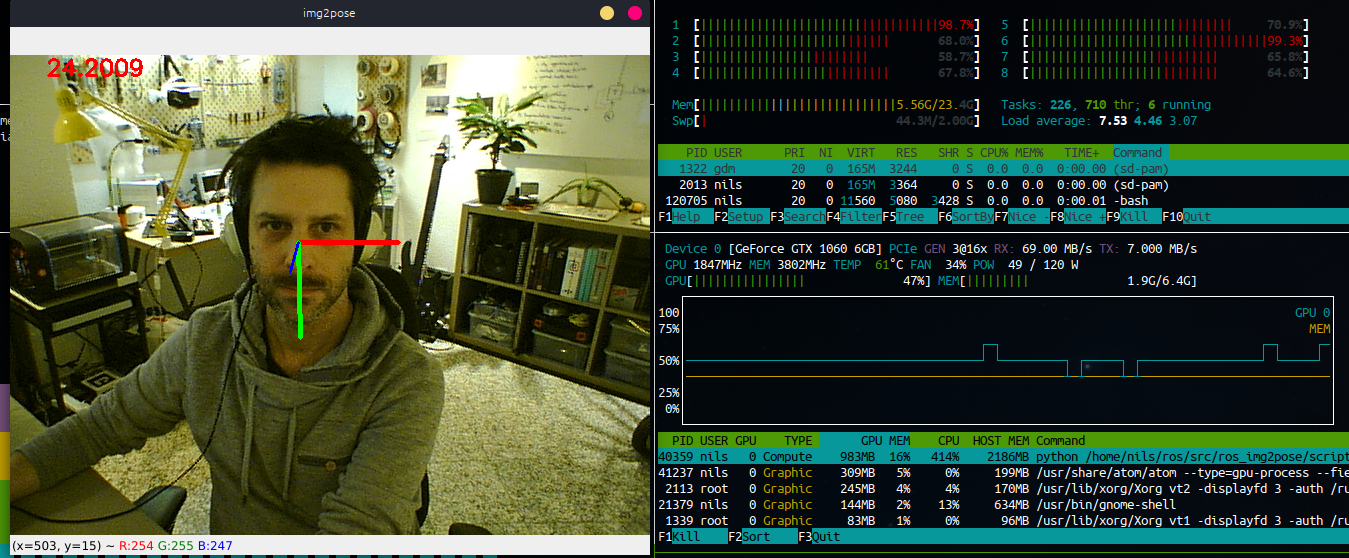 img2pose
24.2009
(x=503, y=15) ~ R:254 G:255 B:247
1 [98.7%] 5 [70.9%]
2 [68.0%] 6 [99.3%]
3 [58.7%] 7 [65.8%]
4 [67.8%] 8 [64.6%]
Mem[5.56G/23.4G] Tasks: 226, 710 thr; 6 running
Swp[44.3M/2.00G] Load average: 7.53 4.46 3.07
PID USER PRI NI VIRT RES SHR S CPU% MEM% TIME+ Command
1322 gdm 20 0 165M 3244 0 S 0.0 0.0 0:00.00 (sd-pam)
2013 nils 20 0 165M 3364 0 S 0.0 0.0 0:00.00 (sd-pam)
120705 nils 20 0 11560 5080 3428 S 0.0 0.0 0:00.01 -bash
F1Help F2Setup F3SearchF4FilterF5Tree F6SortByF7Nice -F8Nice +F9Kill F10Quit
Device 0 [GeForce GTX 1060 6GB] PCIe GEN 3@16x RX: 69.00 MB/s TX: 7.000 MB/s
GPU 1847MHz MEM 3802MHz TEMP 61°C FAN 34% POW 49 / 120 W
GPU[47%] MEM[1.9G/6.4G]
100 GPU 0
75% MEM
50%
25%
0%
PID USER GPU TYPE GPU MEM CPU HOST MEM Command
40359 nils 0 Compute 983MB 16% 414% 2186MB python /home/nils/ros/src/ros_img2pose/script
41237 nils 0 Graphic 309MB 5% 0% 199MB /usr/share/atom/atom --type=gpu-process --fie
2113 root 0 Graphic 245MB 4% 4% 170MB /usr/lib/xorg/Xorg vt2 -displayfd 3 -auth /ru
21379 nils 0 Graphic 144MB 2% 13% 634MB /usr/bin/gnome-shell
1339 root 0 Graphic 83MB 1% 0% 96MB /usr/lib/xorg/Xorg vt1 -displayfd 3 -auth /ru
F1Kill F2Sort F3Quit